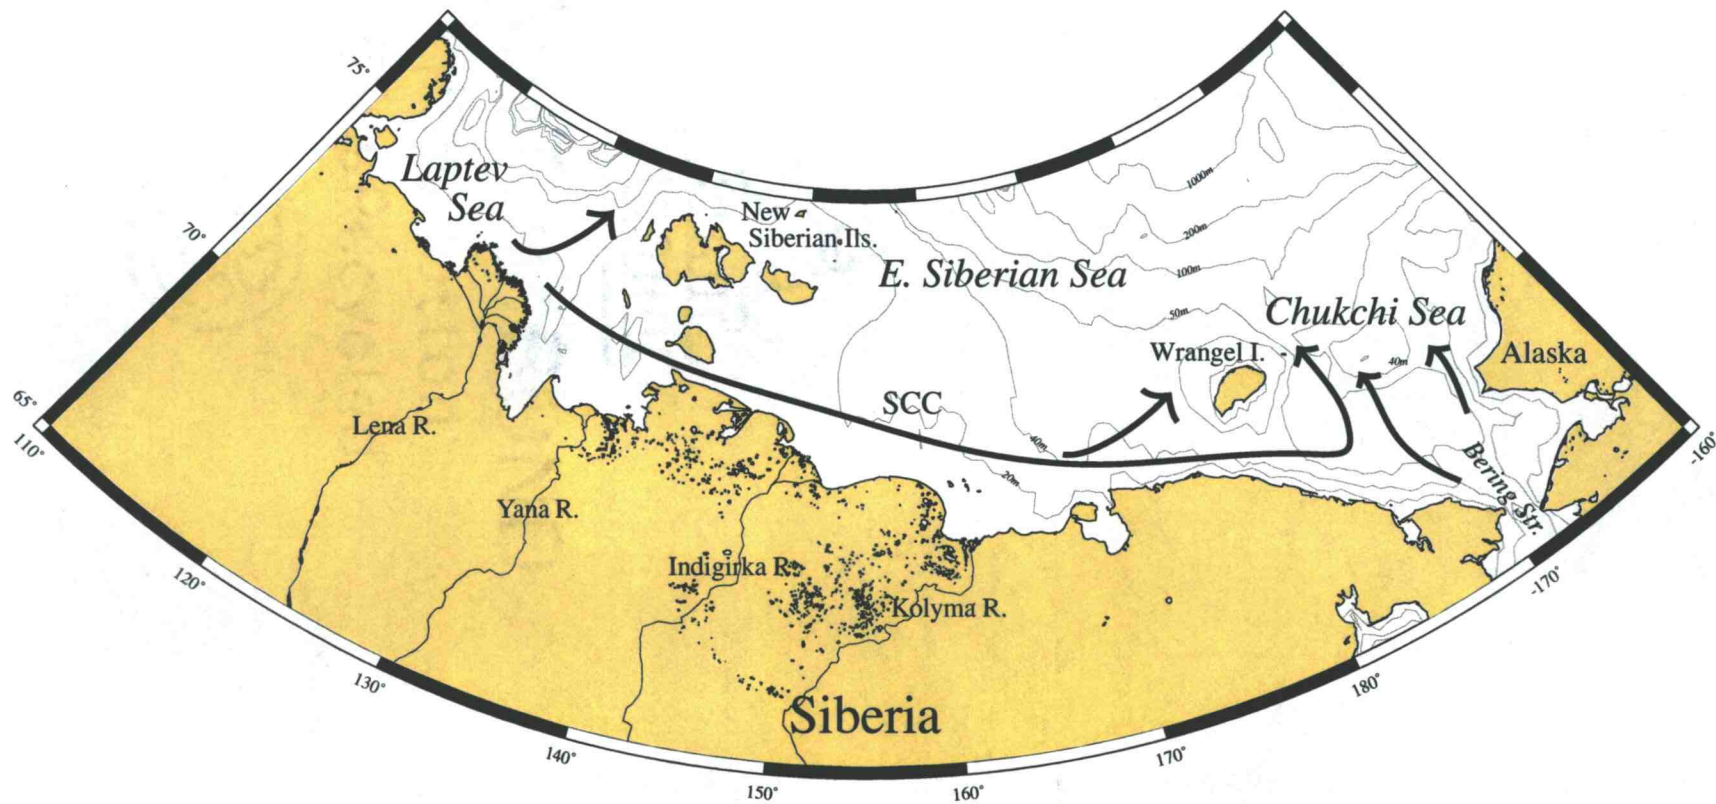 75°
70°
65°
110°
120°
130°
140°
150°
160°
170°
180°
-170°
-160°
Laptev
Sea
New
Siberian Ils.
E. Siberian Sea
Chukchi Sea
1000m
200m
100m
50m
40m
Wrangel I.
Alaska
SCC
40m
20m
Bering Str.
Lena R.
Yana R.
Indigirka R.
Kolyma R.
Siberia